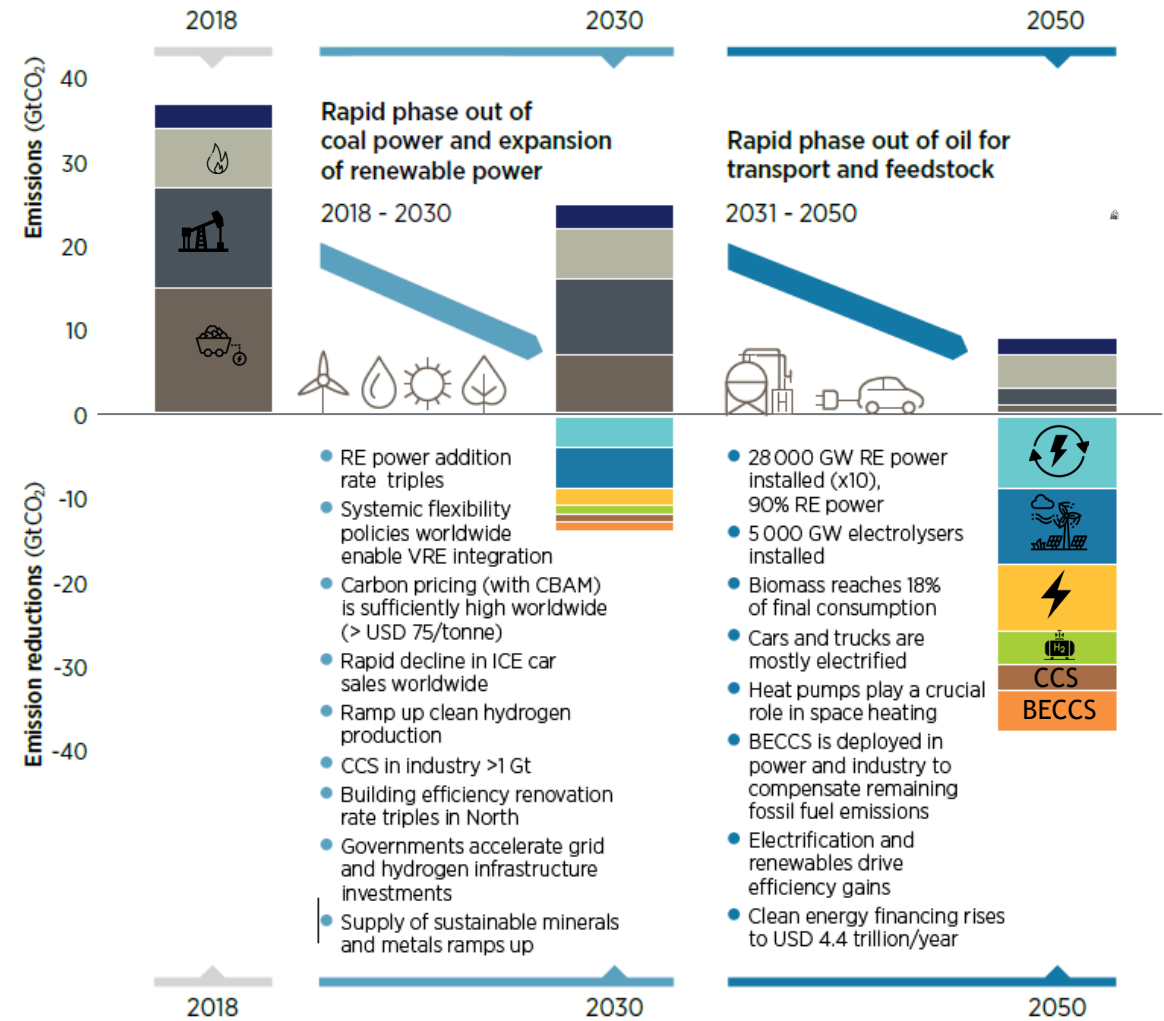 2018
2030
2050
Emissions (GtCO₂)
40
30
20
10
0
Rapid phase out of
coal power and expansion
of renewable power
2018 - 2030
Rapid phase out of oil for
transport and feedstock
2031 - 2050
H
Emission reductions (GtCO₂)
-10
-20
-30
-40
RE power addition
rate triples
Systemic flexibility
policies worldwide
enable VRE integration
Carbon pricing (with CBAM)
is sufficiently high worldwide
(> USD 75/tonne)
Rapid decline in ICE car
sales worldwide
Ramp up clean hydrogen
production
CCS in industry >1 Gt
Building efficiency renovation
rate triples in North
Governments accelerate grid
and hydrogen infrastructure
investments
Supply of sustainable minerals
and metals ramps up
28 000 GW RE power
installed (x10),
90% RE power
5 000 GW electrolysers
installed
Biomass reaches 18%
of final consumption
Cars and trucks are
mostly electrified
Heat pumps play a crucial
role in space heating
BECCS is deployed in
power and industry to
compensate remaining
fossil fuel emissions
Electrification and
renewables drive
efficiency gains
Clean energy financing rises
to USD 4.4 trillion/year
H₂
CCS
BECCS
2018
2030
2050